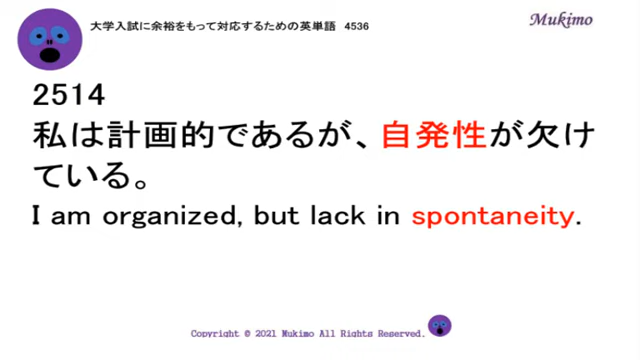 大学入試に余裕をもって対応するための英単語 4536
Mukimo
2514
私は計画的であるが、自発性が欠け
ている。
I am organized, but lack in spontaneity.
Copyright © 2021 Mukimo All Rights Reserved.